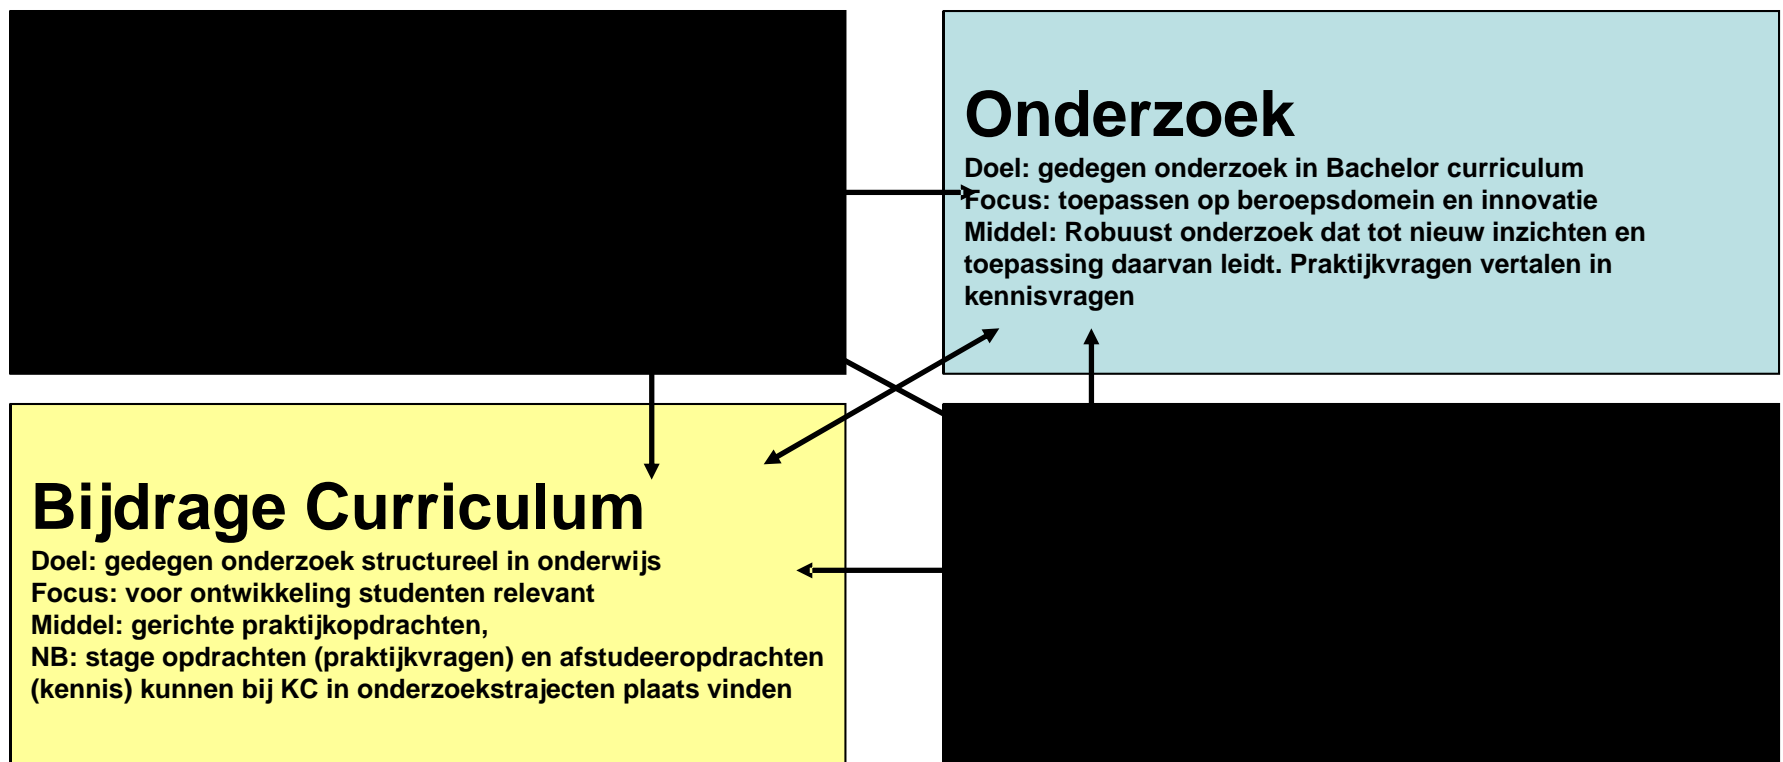 Onderzoek
Doel: gedegen onderzoek in Bachelor curriculum
Focus: toepassen op beroepsdomein en innovatie
Middel: Robuust onderzoek dat tot nieuw inzichten en
toepassing daarvan leidt. Praktijkvragen vertalen in
kennisvragen
Bijdrage Curriculum
Doel: gedegen onderzoek structureel in onderwijs
Focus: voor ontwikkeling studenten relevant
Middel: gerichte praktijkopdrachten,
NB: stage opdrachten (praktijkvragen) en afstudeeropdrachten
(kennis) kunnen bij KC in onderzoekstrajecten plaats vinden